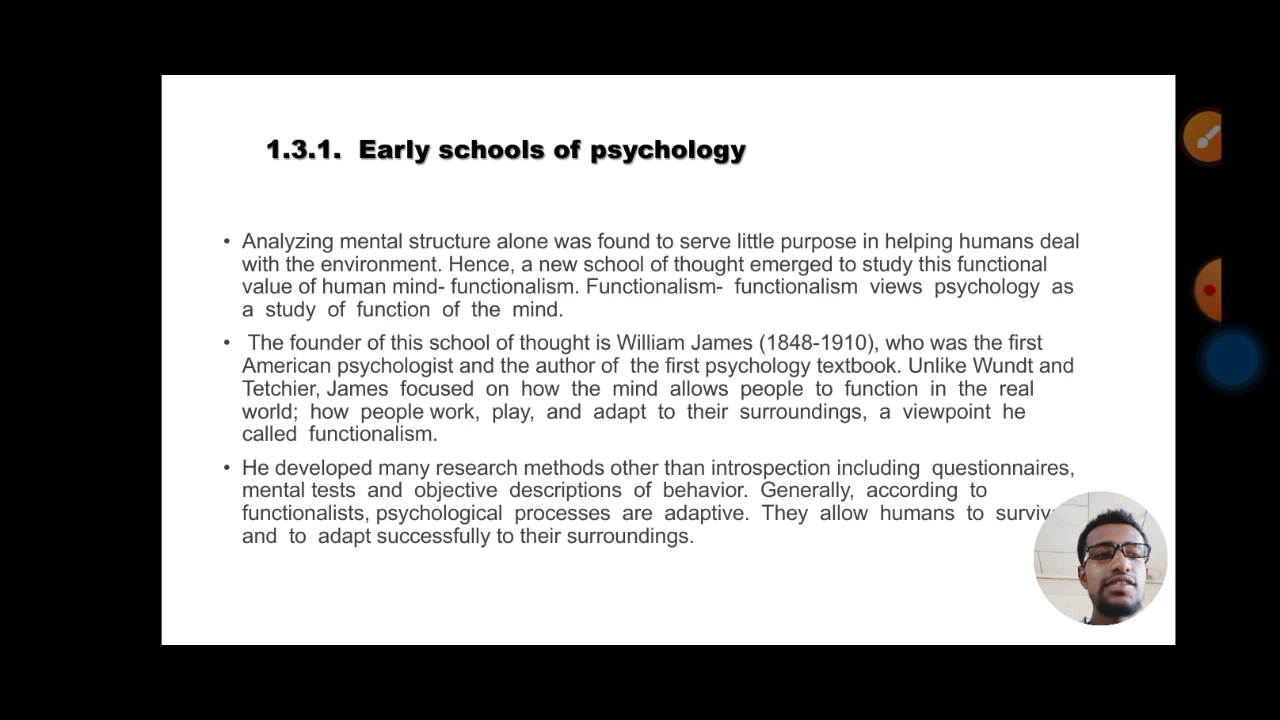 1.3.1. Early schools of psychology
• Analyzing mental structure alone was found to serve little purpose in helping humans deal
with the environment. Hence, a new school of thought emerged to study this functional
value of human mind- functionalism. Functionalism- functionalism views psychology as
a study of function of the mind.
• The founder of this school of thought is William James (1848-1910), who was the first
American psychologist and the author of the first psychology textbook. Unlike Wundt and
Tetchier, James focused on how the mind allows people to function in the real
world; how people work, play, and adapt to their surroundings, a viewpoint he
called functionalism.
• He developed many research methods other than introspection including questionnaires,
mental tests and objective descriptions of behavior. Generally, according to
functionalists, psychological processes are adaptive. They allow humans to
and to adapt successfully to their surroundings.